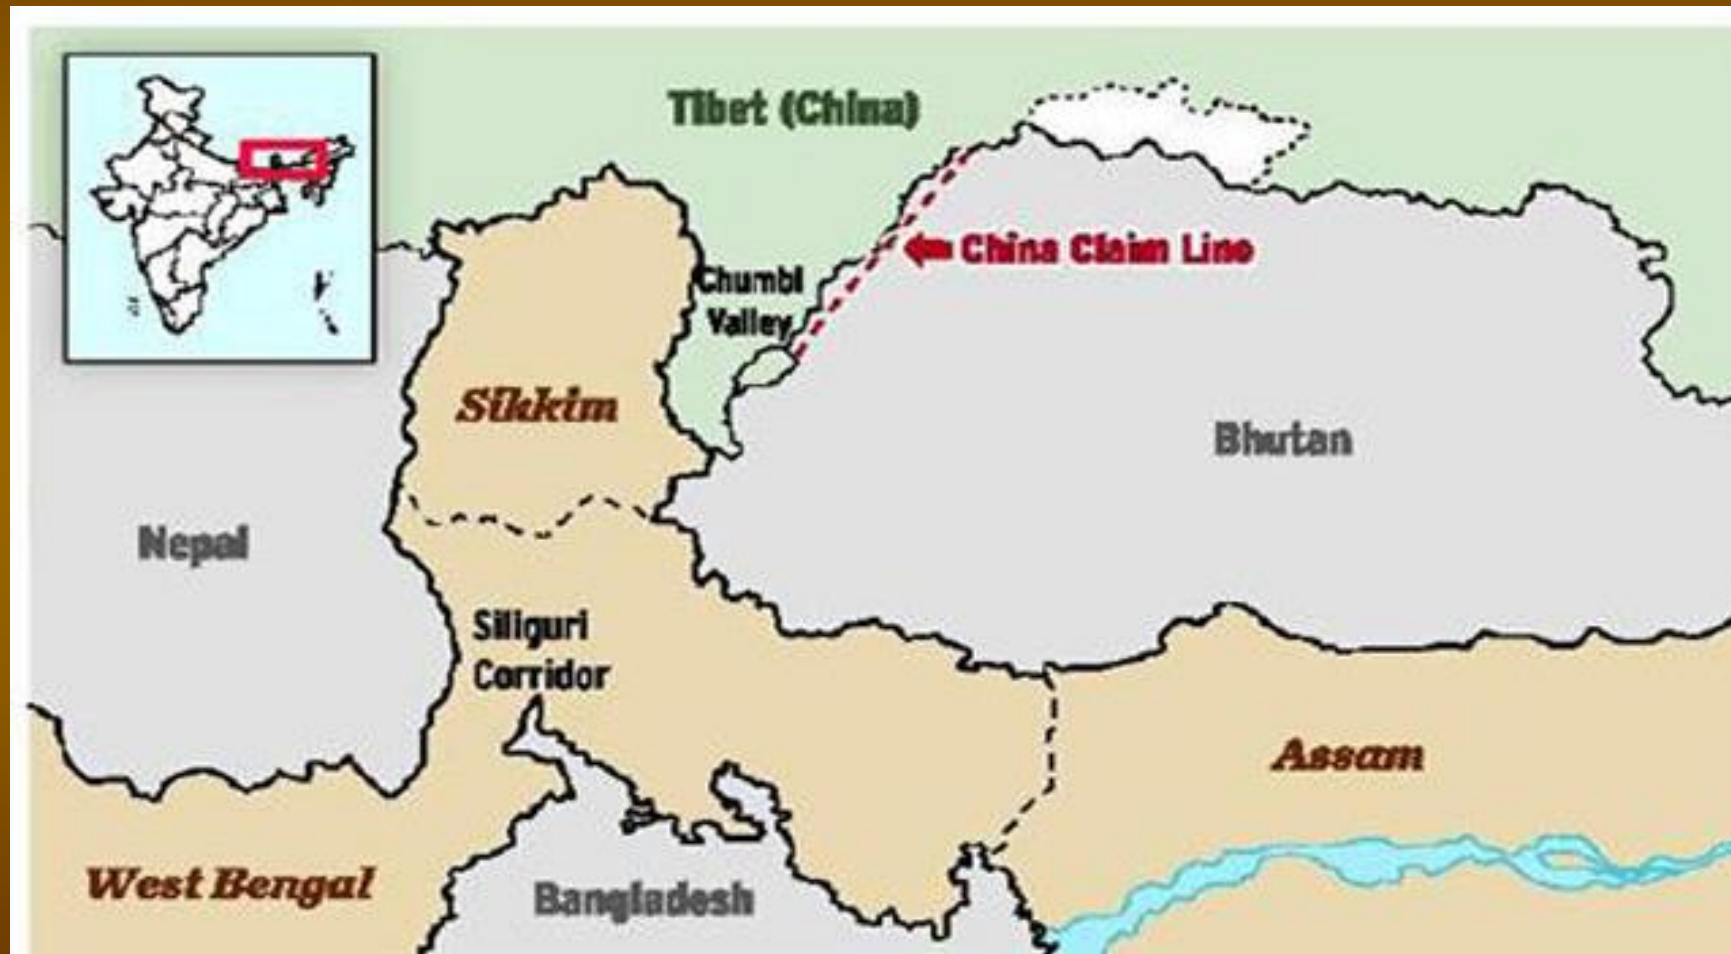 Tibet (China)
China Claim Line
Chumbi
Valley
Sikkim
Bhutan
Nepal
Siliguri
Corridor
Assam
West Bengal
Bangladesh